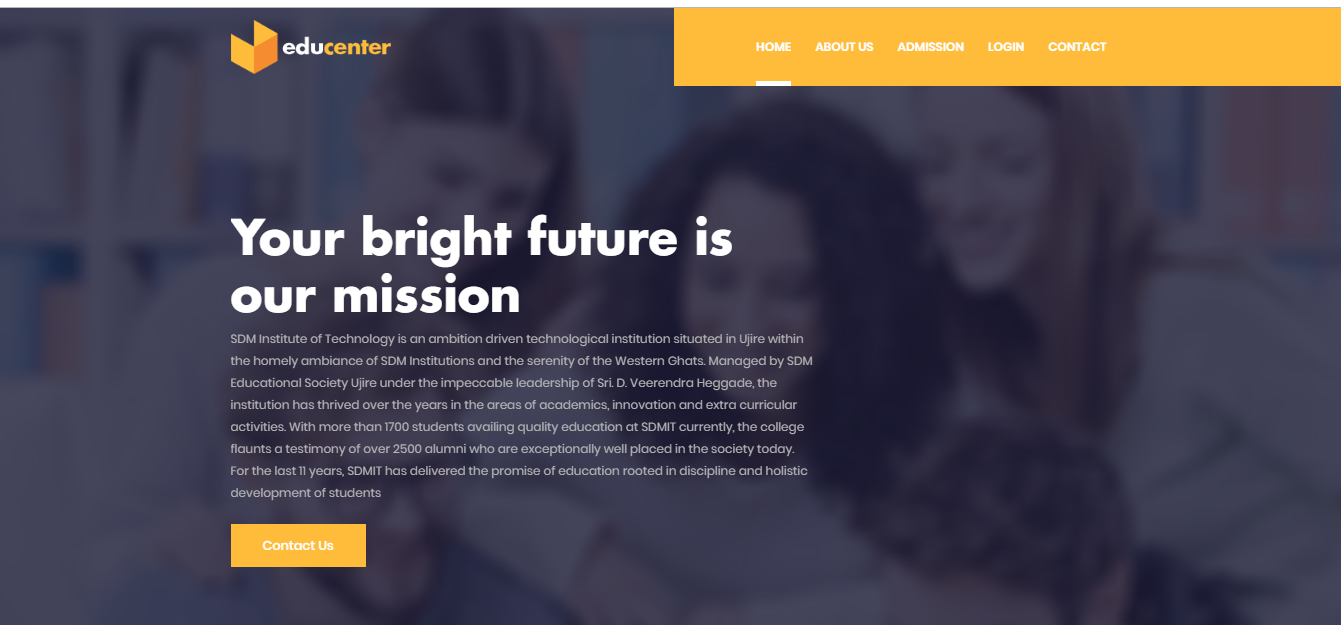 educenter
HOME ABOUT US ADMISSION LOGIN CONTACT
Your bright future is
our mission
SDM Institute of Technology is an ambition driven technological institution situated in Ujire within
the homely ambiance of SDM Institutions and the serenity of the Western Ghats. Managed by SDM
Educational Society Ujire under the impeccable leadership of Sri. D. Veerendra Heggade, the
institution has thrived over the years in the areas of academics, innovation and extra curricular
activities. With more than 1700 students availing quality education at SDMIT currently, the college
flaunts a testimony of over 2500 alumni who are exceptionally well placed in the society today.
For the last 11 years, SDMIT has delivered the promise of education rooted in discipline and holistic
development of students
Contact Us